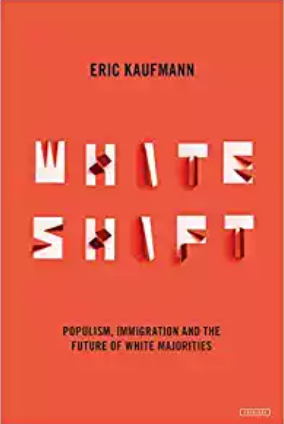 ERIC KAUFMANN
WHITE
SHIFT
POPULISM, IMMIGRATION AND THE
FUTURE OF WHITE MAJORITIES